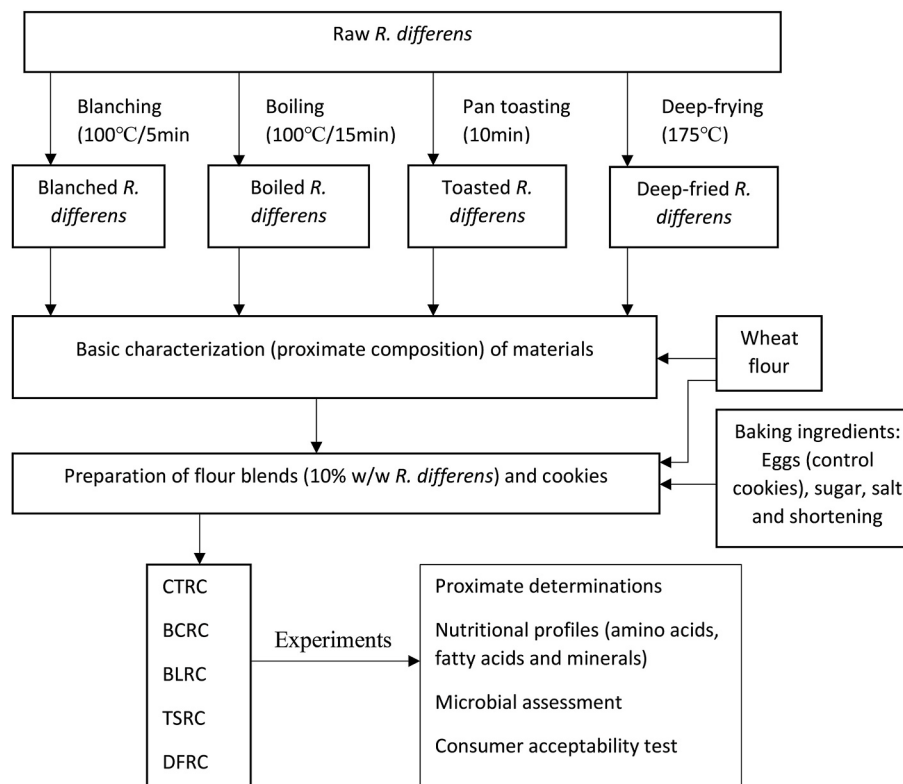 Raw R. differens
Blanching
(100℃/5min
Boiling
(100℃/15min)
Pan toasting
(10min)
Deep-frying
(175℃)
Blanched R.
differens
Boiled R.
differens
Toasted R.
differens
Deep-fried R.
differens
Basic characterization (proximate composition) of materials
Wheat
flour
Preparation of flour blends (10% w/w R. differens) and cookies
Baking ingredients:
Eggs (control
cookies), sugar, salt
and shortening
CTRC
BCRC
BLRC
TSRC
DFRC
Experiments
Proximate determinations
Nutritional profiles (amino acids,
fatty acids and minerals)
Microbial assessment
Consumer acceptability test